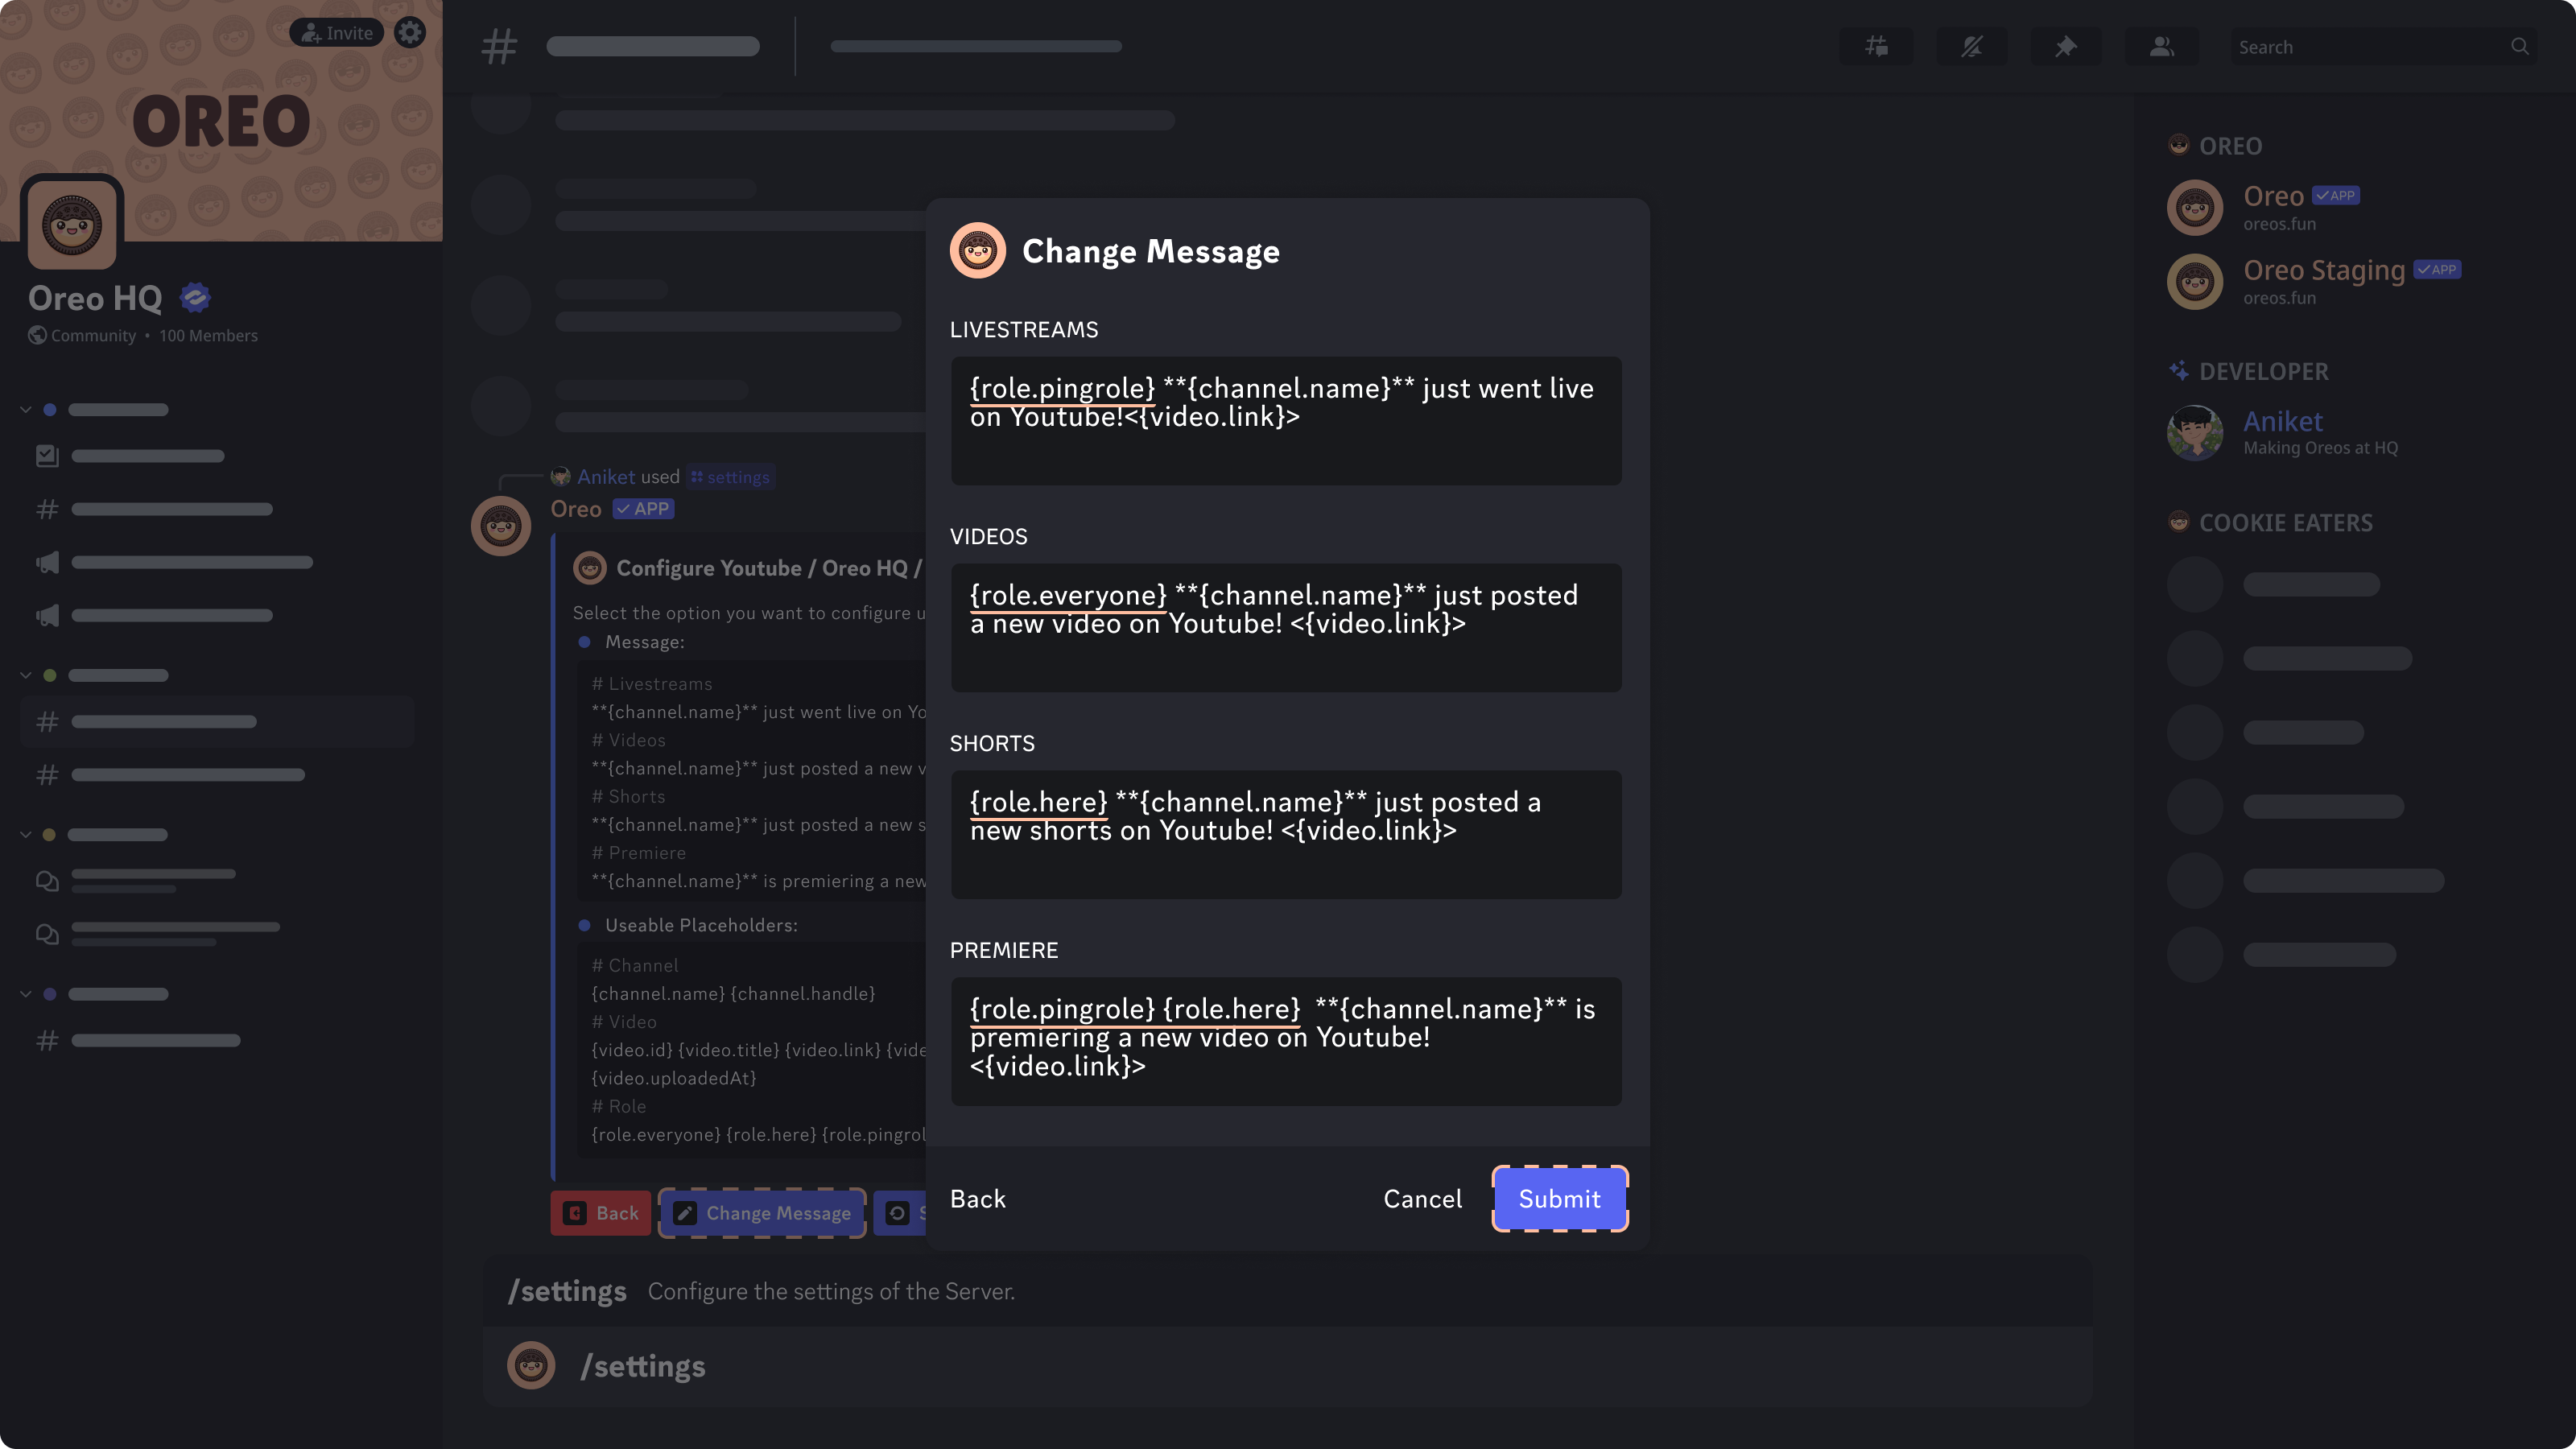 Invite
OREO
Oreo HQ
Community • 100 Members
Search
Aniket used settings
Oreo APP
Configure Youtube / Oreo HQ /
Select the option you want to configure u
Message:
# Livestreams
**{channel.name}** just went live on Yo
# Videos
**{channel.name}** just posted a new v
# Shorts
**{channel.name}** just posted a new s
# Premiere
**{channel.name}** is premiering a new
Useable Placeholders:
# Channel
{channel.name} {channel.handle}
# Video
{video.id} {video.title} {video.link} {vide
{video.uploadedAt}
# Role
{role.everyone} {role.here} {role.pingrol
Back
Change Message
S
/settings Configure the settings of the Server.
/settings
Change Message
LIVESTREAMS
{role.pingrole} **{channel.name}** just went live
on Youtube!<{video.link}>
VIDEOS
{role.everyone} **{channel.name}** just posted
a new video on Youtube! <{video.link}>
SHORTS
{role.here} **{channel.name}** just posted a
new shorts on Youtube! <{video.link}>
PREMIERE
{role.pingrole} {role.here} **{channel.name}** is
premiering a new video on Youtube!
<{video.link}>
Back
Cancel
Submit
OREO
Oreo APP
oreos.fun
Oreo Staging APP
oreos.fun
DEVELOPER
Aniket
Making Oreos at HQ
COOKIE EATERS